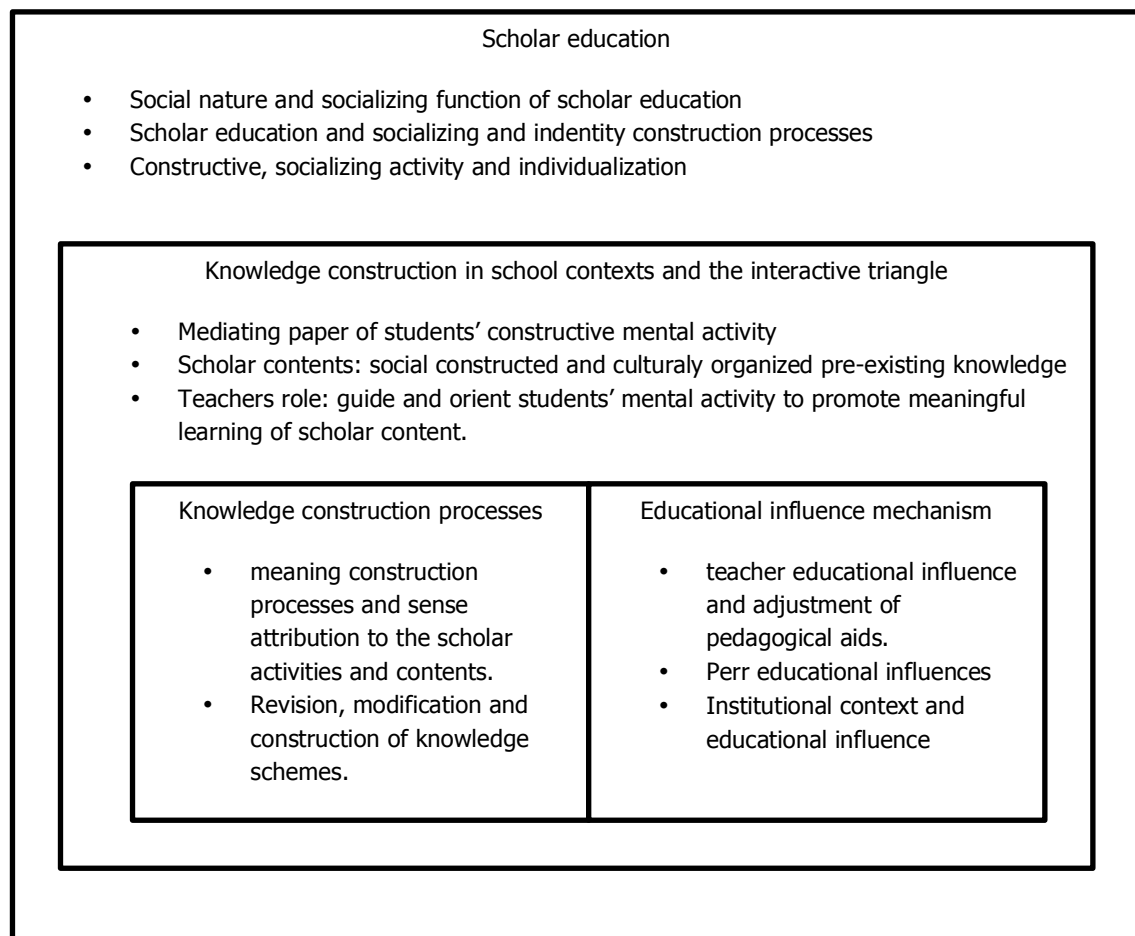 Scholar education
• Social nature and socializing function of scholar education
• Scholar education and socializing and indentity construction processes
• Constructive, socializing activity and individualization
Knowledge construction in school contexts and the interactive triangle
• Mediating paper of students’ constructive mental activity
• Scholar contents: social constructed and culturaly organized pre-existing knowledge
• Teachers role: guide and orient students’ mental activity to promote meaningful
learning of scholar content.
Knowledge construction processes
• meaning construction
processes and sense
attribution to the scholar
activities and contents.
• Revision, modification and
construction of knowledge
schemes.
Educational influence mechanism
• teacher educational influence
and adjustment of
pedagogical aids.
• Perr educational influences
• Institutional context and
educational influence